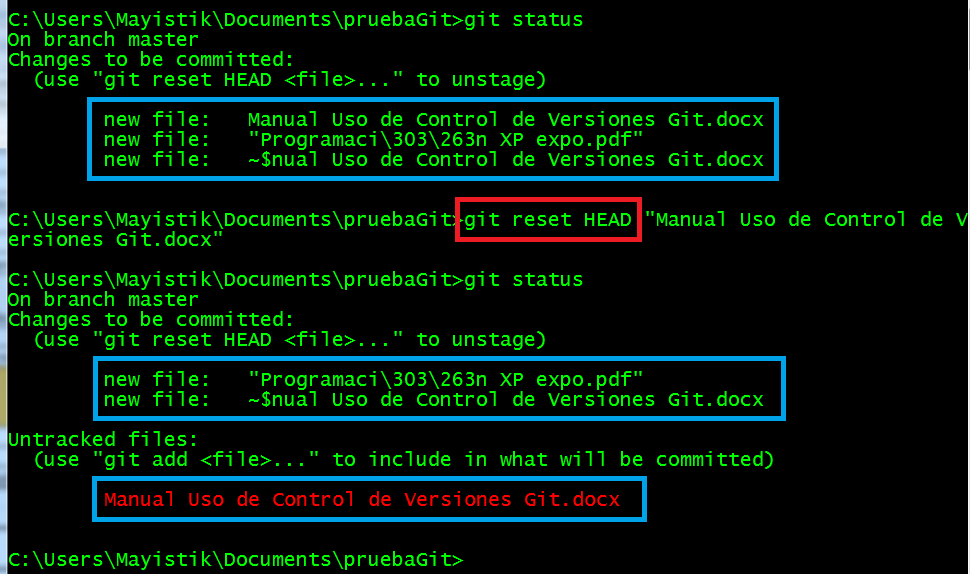 C:\Users\Mayistik\Documents\pruebaGit>git status
On branch master
Changes to be committed:
  (use "git reset HEAD <file>..." to unstage)
new file:   Manual Uso de Control de Versiones Git.docx
new file:   "Programaci\303\263n XP expo.pdf"
new file:   ~$nual Uso de Control de Versiones Git.docx
C:\Users\Mayistik\Documents\pruebaGit>git reset HEAD "Manual Uso de Control de V
ersiones Git.docx"
C:\Users\Mayistik\Documents\pruebaGit>git status
On branch master
Changes to be committed:
  (use "git reset HEAD <file>..." to unstage)
new file:   "Programaci\303\263n XP expo.pdf"
new file:   ~$nual Uso de Control de Versiones Git.docx
Untracked files:
  (use "git add <file>..." to include in what will be committed)
Manual Uso de Control de Versiones Git.docx
C:\Users\Mayistik\Documents\pruebaGit>